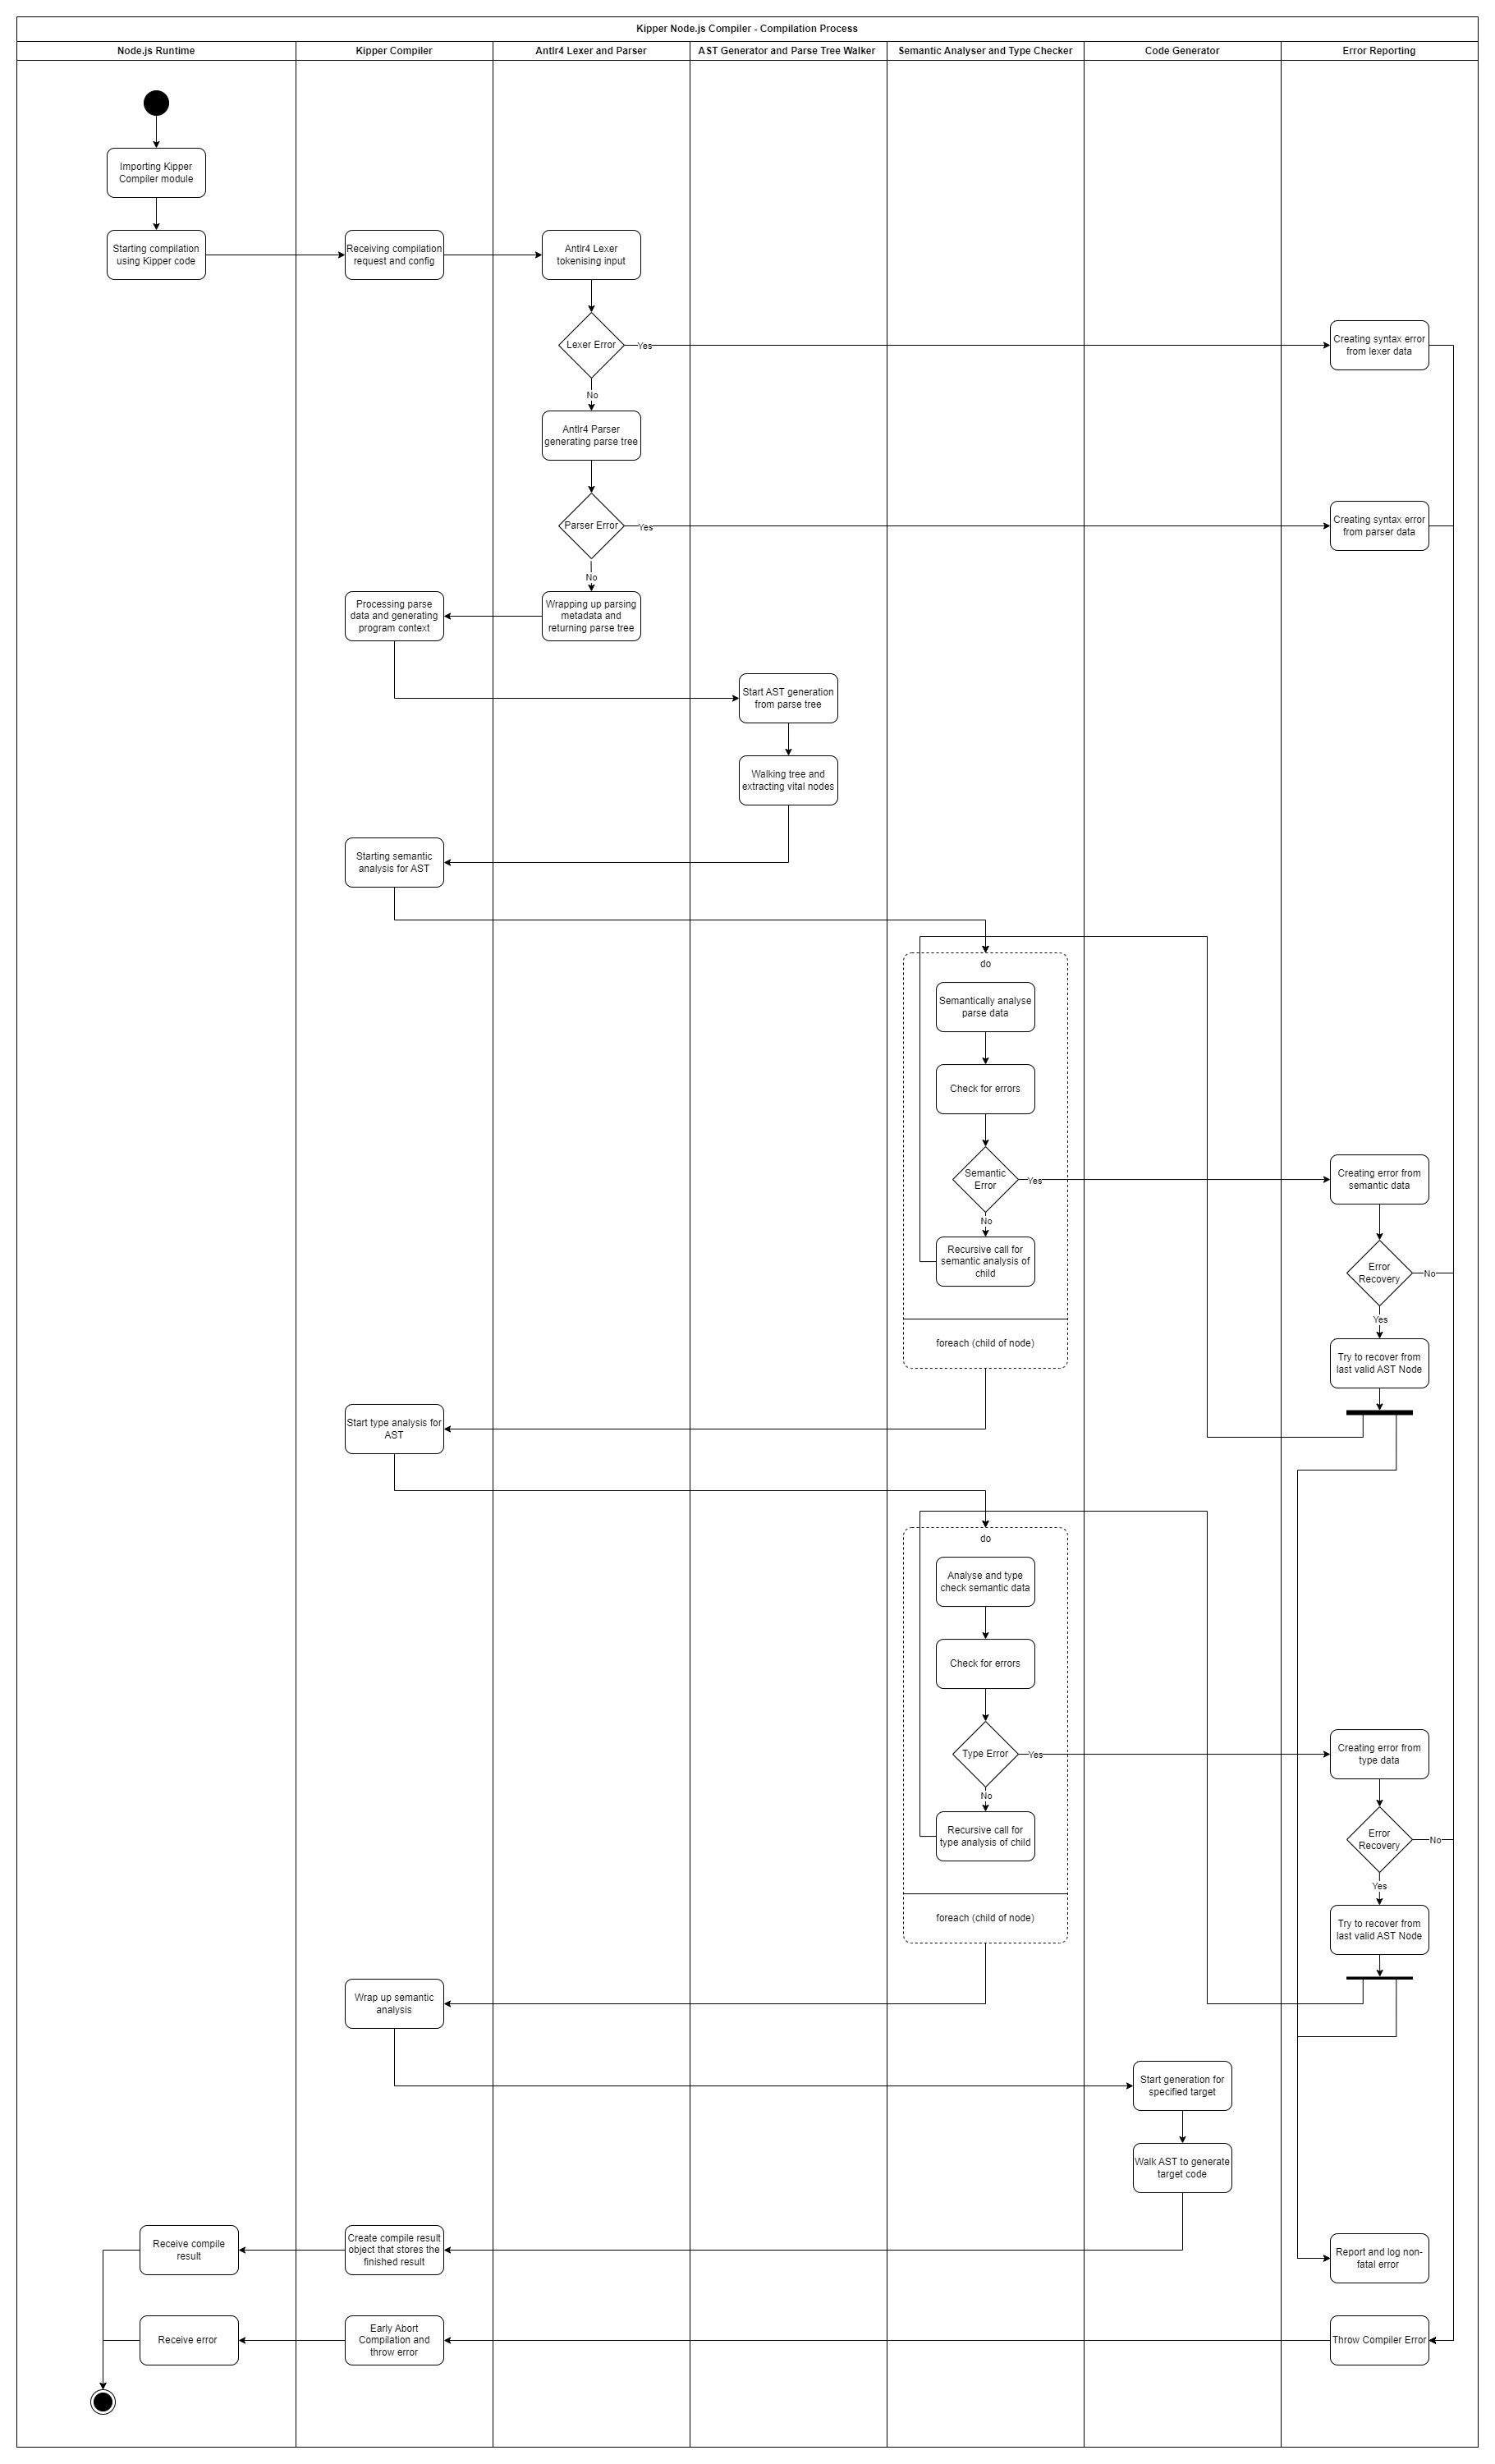 Kipper Node.js Compiler - Compilation Process
Node.js Runtime
Kipper Compiler
Antlr4 Lexer and Parser
AST Generator and Parse Tree Walker
Semantic Analyser and Type Checker
Code Generator
Error Reporting
Importing Kipper
Compiler module
Starting compilation
using Kipper code
Receiving compilation
request and config
Antlr4 Lexer
tokenising input
Lexer Error
Yes
Creating syntax error
from lexer data
No
Antlr4 Parser
generating parse tree
Parser Error
Yes
Creating syntax error
from parser data
No
Processing parse
data and generating
program context
Wrapping up parsing
metadata and
returning parse tree
Start AST generation
from parse tree
Walking tree and
extracting vital nodes
Starting semantic
analysis for AST
do
Semantically analyse
parse data
Check for errors
Semantic
Error
Yes
Creating error from
semantic data
No
Recursive call for
semantic analysis of
child
Error
Recovery
No
Yes
foreach (child of node)
Try to recover from
last valid AST Node
Start type analysis for
AST
do
Analyse and type
check semantic data
Check for errors
Type Error
Yes
Creating error from
type data
No
Recursive call for
type analysis of child
Error
Recovery
No
Yes
foreach (child of node)
Try to recover from
last valid AST Node
Wrap up semantic
analysis
Start generation for
specified target
Walk AST to generate
target code
Receive compile
result
Create compile result
object that stores the
finished result
Report and log non-
fatal error
Receive error
Early Abort
Compilation and
throw error
Throw Compiler Error